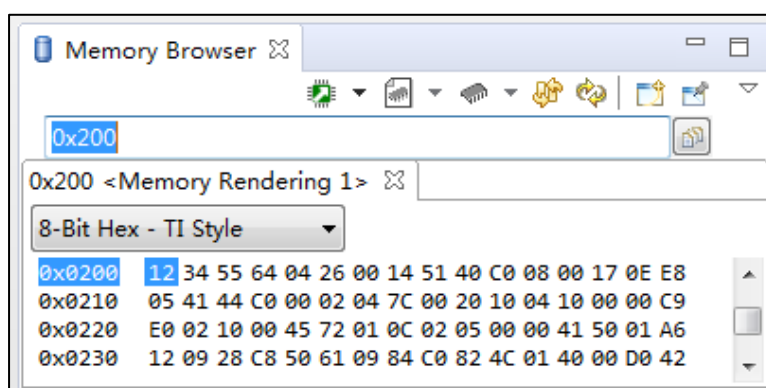 Memory Browser
0x200
0x200 <Memory Rendering 1>
8-Bit Hex - TI Style
0x0200 12 34 55 64 04 26 00 14 51 40 C0 08 00 17 0E E8
0x0210 05 41 44 C0 00 02 04 7C 00 20 10 04 10 00 00 C9
0x0220 E0 02 10 00 45 72 01 0C 02 05 00 00 41 50 01 A6
0x0230 12 09 28 C8 50 61 09 84 C0 82 4C 01 40 00 D0 42